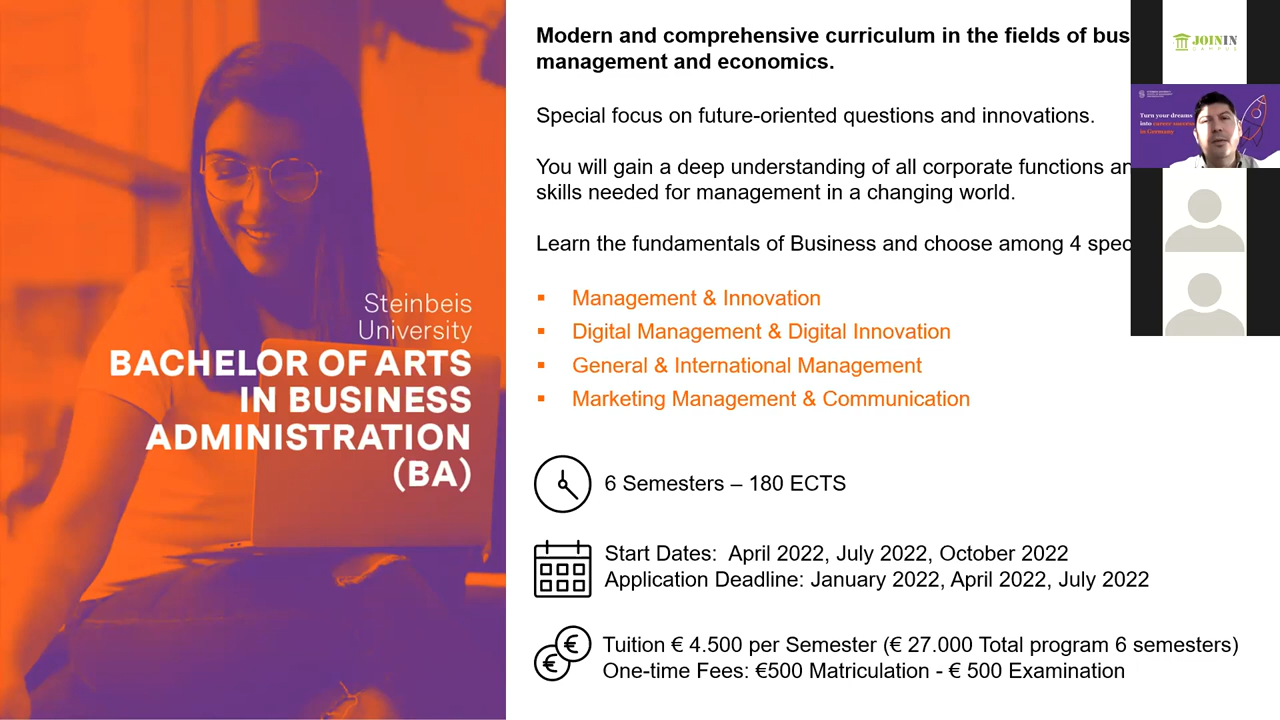 Steinbeis
University
BACHELOR OF ARTS
IN BUSINESS
ADMINISTRATION
(BA)
Modern and comprehensive curriculum in the fields of bus
management and economics.
Special focus on future-oriented questions and innovations.
You will gain a deep understanding of all corporate functions an
skills needed for management in a changing world.
Learn the fundamentals of Business and choose among 4 spec
Management & Innovation
Digital Management & Digital Innovation
General & International Management
Marketing Management & Communication
6 Semesters – 180 ECTS
Start Dates: April 2022, July 2022, October 2022
Application Deadline: January 2022, April 2022, July 2022
Tuition € 4.500 per Semester (€ 27.000 Total program 6 semesters)
One-time Fees: €500 Matriculation - € 500 Examination
JOININ
CAMPUS
Turn your dreams
into career success
in Germany